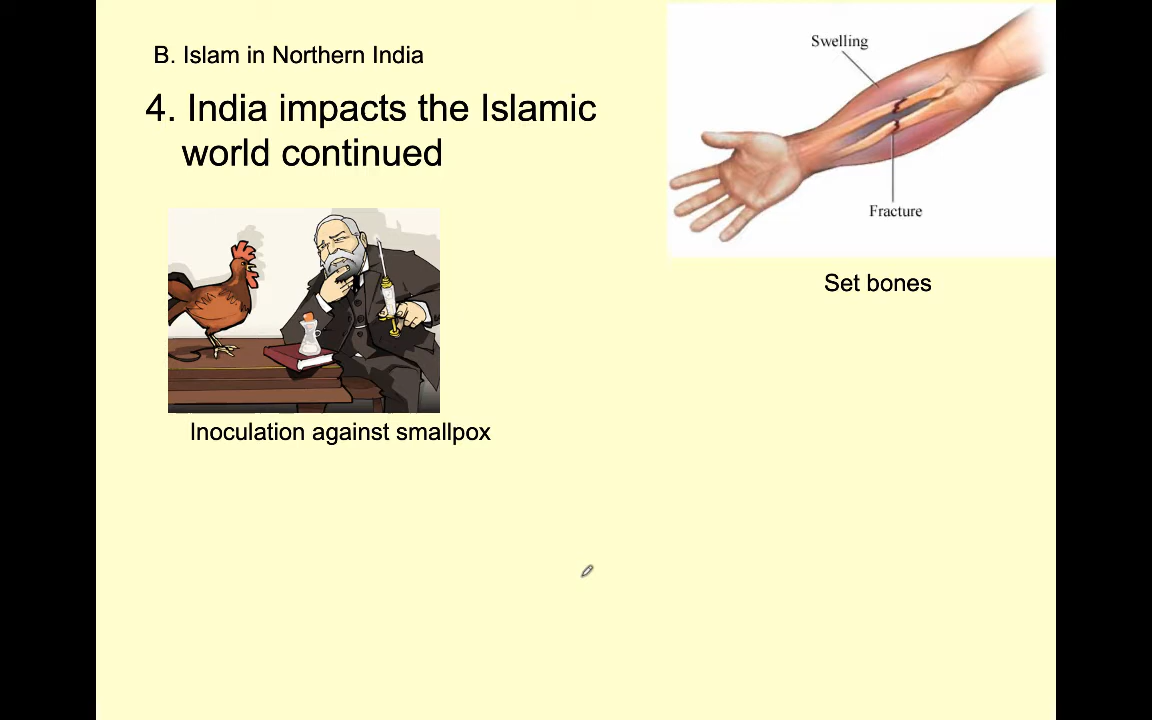 B. Islam in Northern India
4. India impacts the Islamic
world continued
Swelling
Fracture
Set bones
Inoculation against smallpox